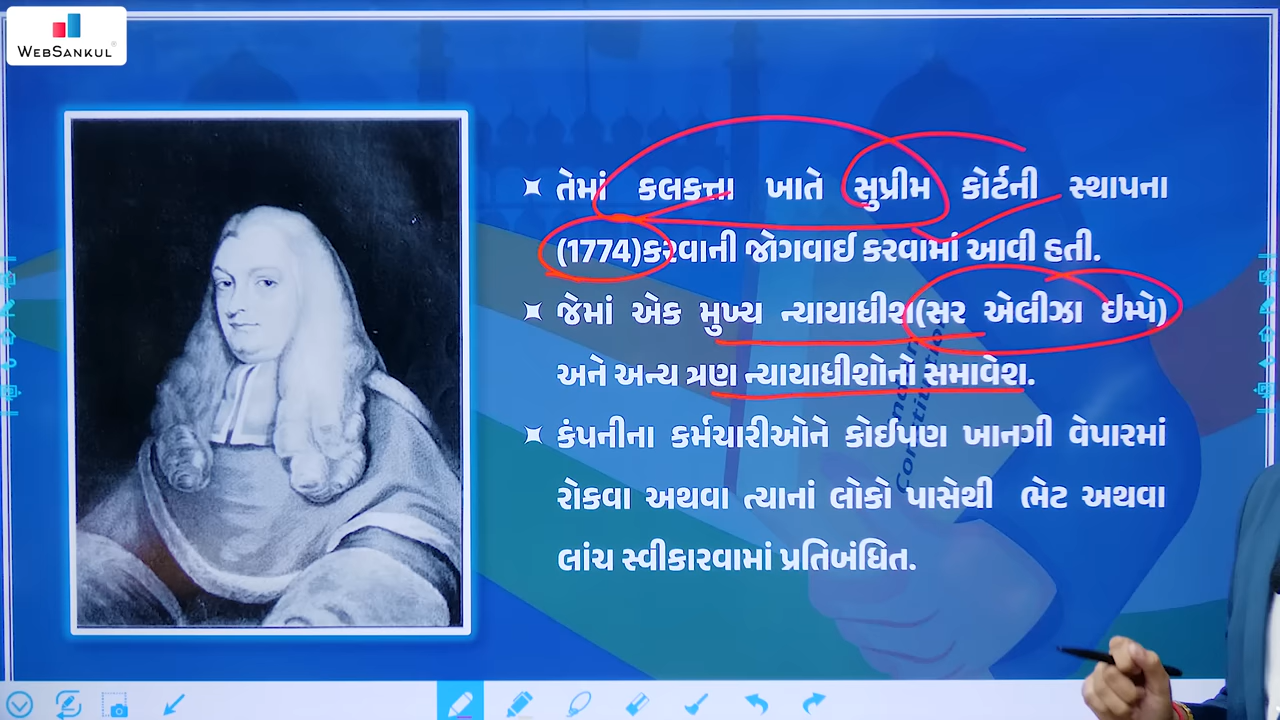 WEBSANKUL
તેમાં કલકત્તા ખાતે સુપ્રીમ કોર્ટની સ્થાપના
(1774)કરવાની જોગવાઈ કરવામાં આવી હતી.
જેમાં એક મુખ્ય ન્યાયાધીશ(સર એલીઝા ઇમ્પે)
અને અન્ય ત્રણ ન્યાયાધીશોનો સમાવેશ.
કંપનીના કર્મચારીઓને કોઈપણ ખાનગી વેપારમાં
રોકવા અથવા ત્યાનાં લોકો પાસેથી ભેટ અથવા
લાંચ સ્વીકારવામાં પ્રતિબંધિત.